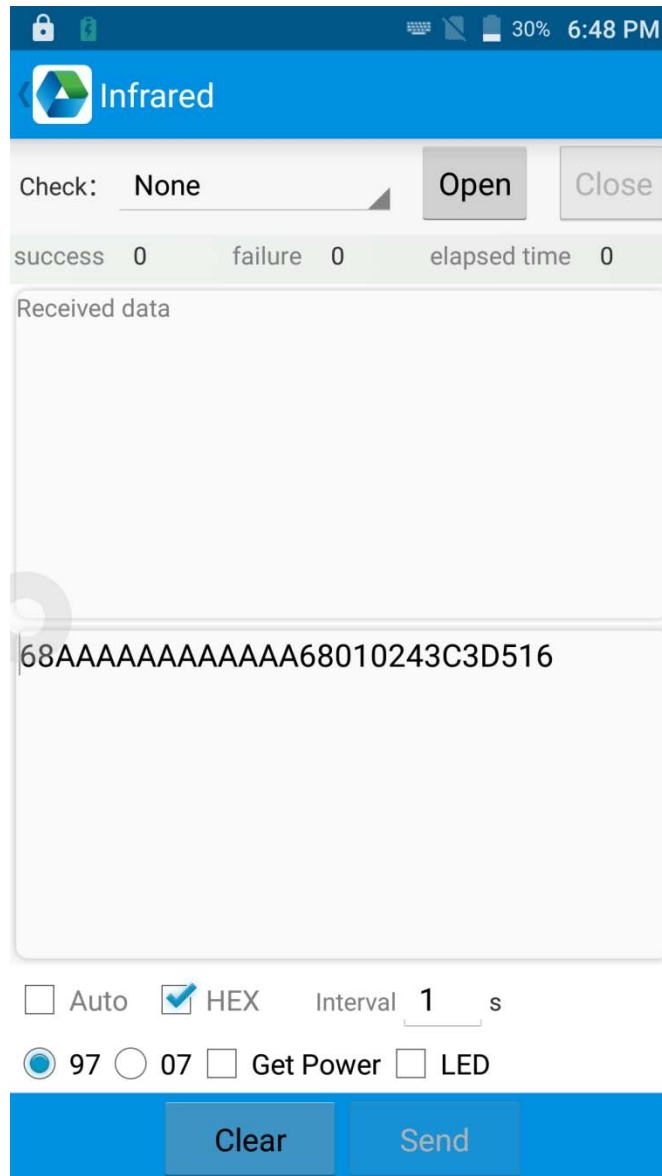 30% 6:48 PM
Infrared
Check: None Open Close
success 0 failure 0 elapsed time 0
Received data
68AAAAAAAAAAAA68010243C3D516
Auto HEX Interval 1 s
97 07 Get Power LED
Clear Send